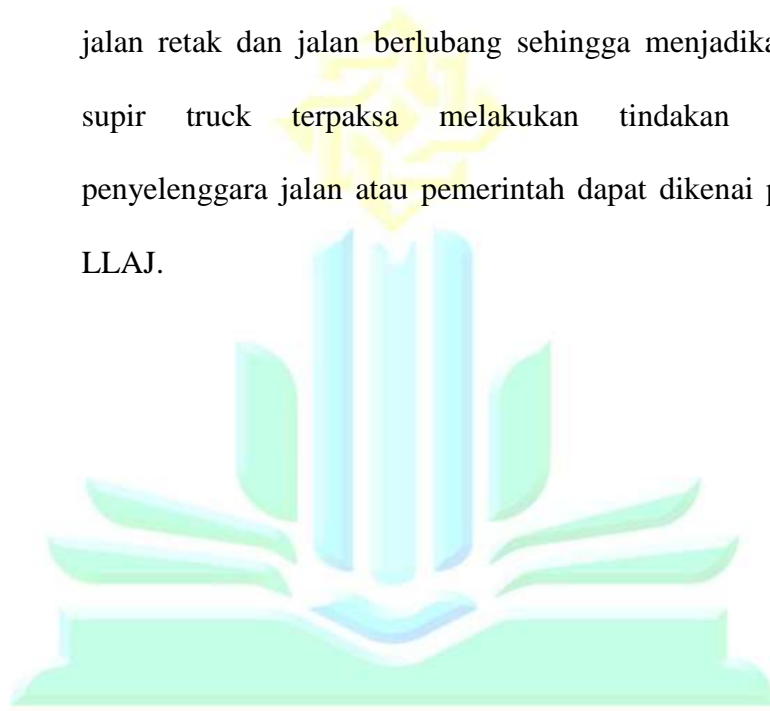 jalan retak dan jalan berlubang sehingga menjadika
supir truck terpaksa melakukan tindakan
penyelenggara jalan atau pemerintah dapat dikenai
LLAJ.